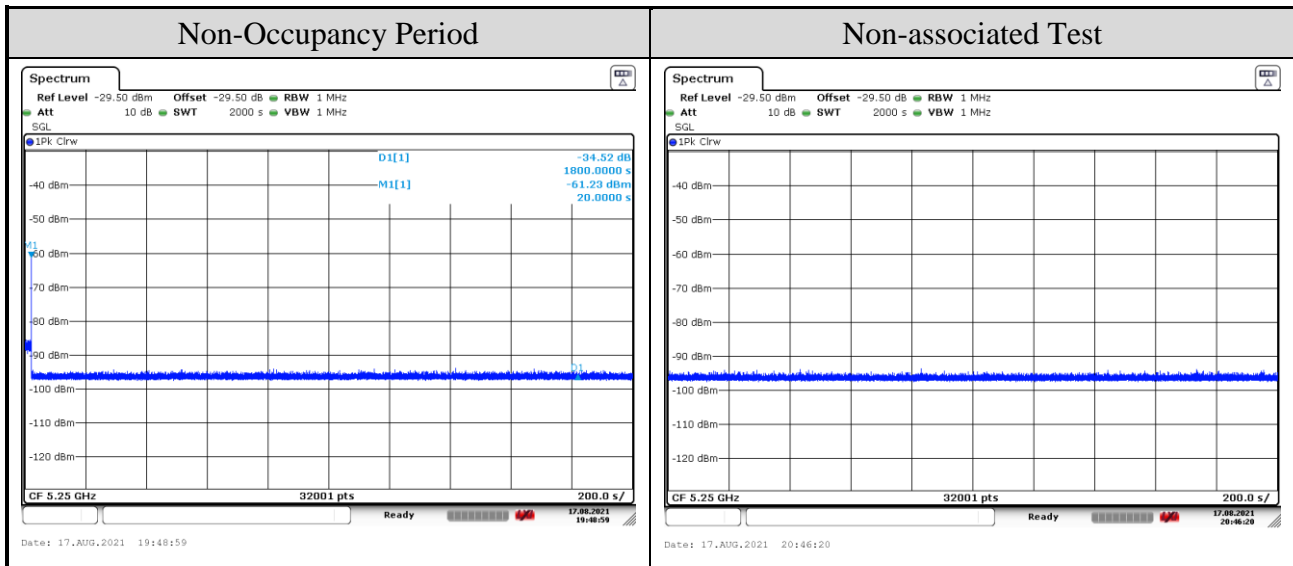 Non-Occupancy Period
Spectrum
Ref Level -29.50 dBm Offset -29.50 dB RBW 1 MHz
Att 10 dB SWT 2000 s VBW 1 MHz
SGL
1Pk Clrw
D1[1] -34.52 dB
1800.0000 s
M1[1] -61.23 dBm
20.0000 s
-40 dBm
-50 dBm
M1
-60 dBm
-70 dBm
-80 dBm
-90 dBm
D1
-100 dBm
-110 dBm
-120 dBm
CF 5.25 GHz 32001 pts 200.0 s/
Ready 17.08.2021
19:48:59
Date: 17.AUG.2021 19:48:59
Non-associated Test
Spectrum
Ref Level -29.50 dBm Offset -29.50 dB RBW 1 MHz
Att 10 dB SWT 2000 s VBW 1 MHz
SGL
1Pk Clrw
-40 dBm
-50 dBm
-60 dBm
-70 dBm
-80 dBm
-90 dBm
-100 dBm
-110 dBm
-120 dBm
CF 5.25 GHz 32001 pts 200.0 s/
Ready 17.08.2021
20:46:20
Date: 17.AUG.2021 20:46:20